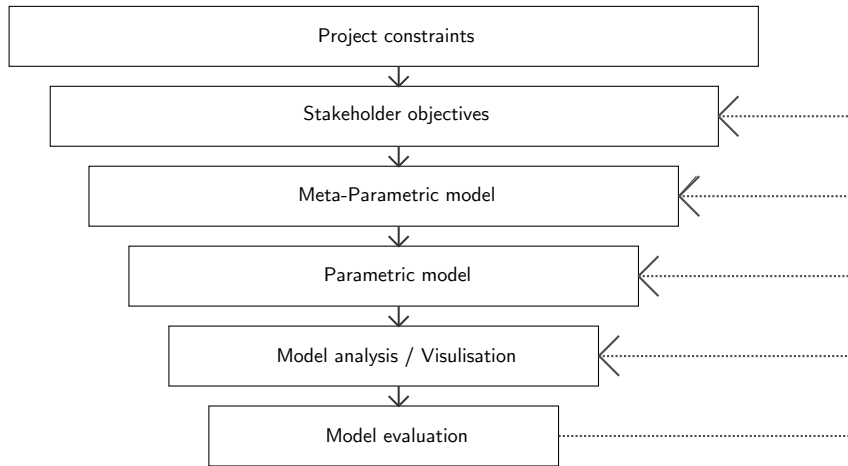 Project constraints
Stakeholder objectives
Meta-Parametric model
Parametric model
Model analysis / Visulisation
Model evaluation